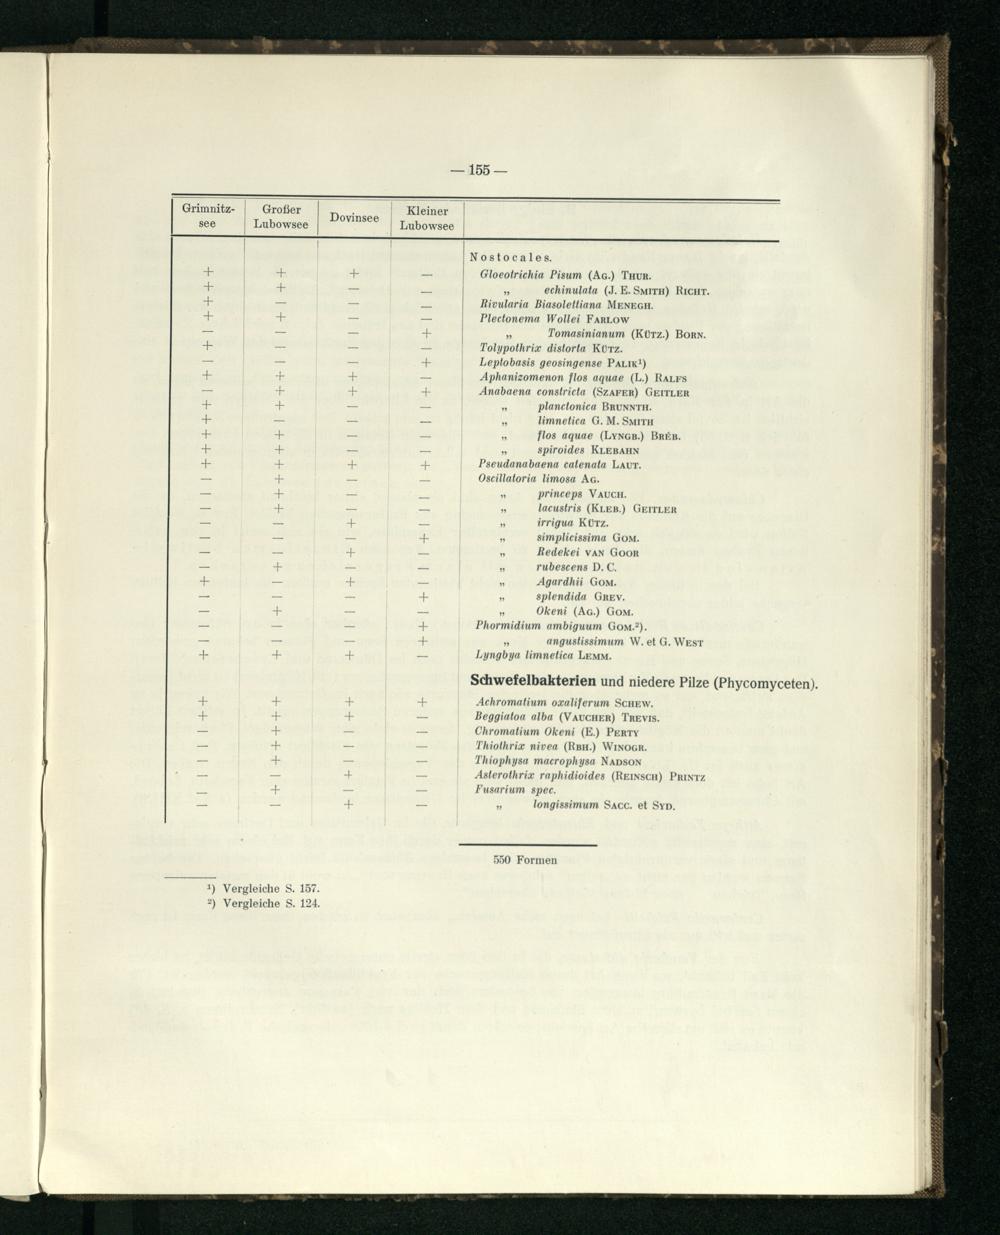 — 155 —
Grimnitz-see | Großer Lubowsee | Dovinsee | Kleiner Lubowsee
Nostocales.
+ + + — Gloeotrichia Pisum (AG.) THUR.
+ + — — „ echinulata (J. E. SMITH) RICHT.
+ — — — Rivularia Biasolettiana MENEGH.
+ + — — Plectonema Wollei FARLOW
— — — + „ Tomasinianum (KÜTZ.) BORN.
+ — — — Tolypothrix distorta KÜTZ.
— — — + Leptobasis geosingense PALIK¹)
+ + + — Aphanizomenon flos aquae (L.) RALFS
— + + + Anabaena constricta (SZAFER) GEITLER
+ + — — „ planctonica BRUNNTH.
+ — — — „ limnetica G. M. SMITH
+ + — — „ flos aquae (LYNGB.) BRÉB.
+ + — — „ spiroides KLEBAHN
+ + + + Pseudanabaena catenata LAUT.
— + — — Oscillatoria limosa AG.
— + — — „ princeps VAUCH.
— + — — „ lacustris (KLEB.) GEITLER
— — + — „ irrigua KÜTZ.
— — — + „ simplicissima GOM.
— — + — „ Redekei VAN GOOR
— + — — „ rubescens D. C.
+ — + — „ Agardhii GOM.
— — — + „ splendida GREV.
— + — — „ Okeni (AG.) GOM.
— — — + Phormidium ambiguum GOM.²).
— — — + „ angustissimum W. et G. WEST
+ + + — Lyngbya limnetica LEMM.
Schwefelbakterien und niedere Pilze (Phycomyceten).
+ + + + Achromatium oxaliferum SCHEW.
+ + + — Beggiatoa alba (VAUCHER) TREVIS.
— + — — Chromatium Okeni (E.) PERTY
— + — — Thiothrix nivea (RBH.) WINOGR.
— + — — Thiophysa macrophysa NADSON
— — + — Asterothrix raphidioides (REINSCH) PRINTZ
— + — — Fusarium spec.
— — + — „ longissimum SACC. et SYD.
550 Formen
¹) Vergleiche S. 157.
²) Vergleiche S. 124.